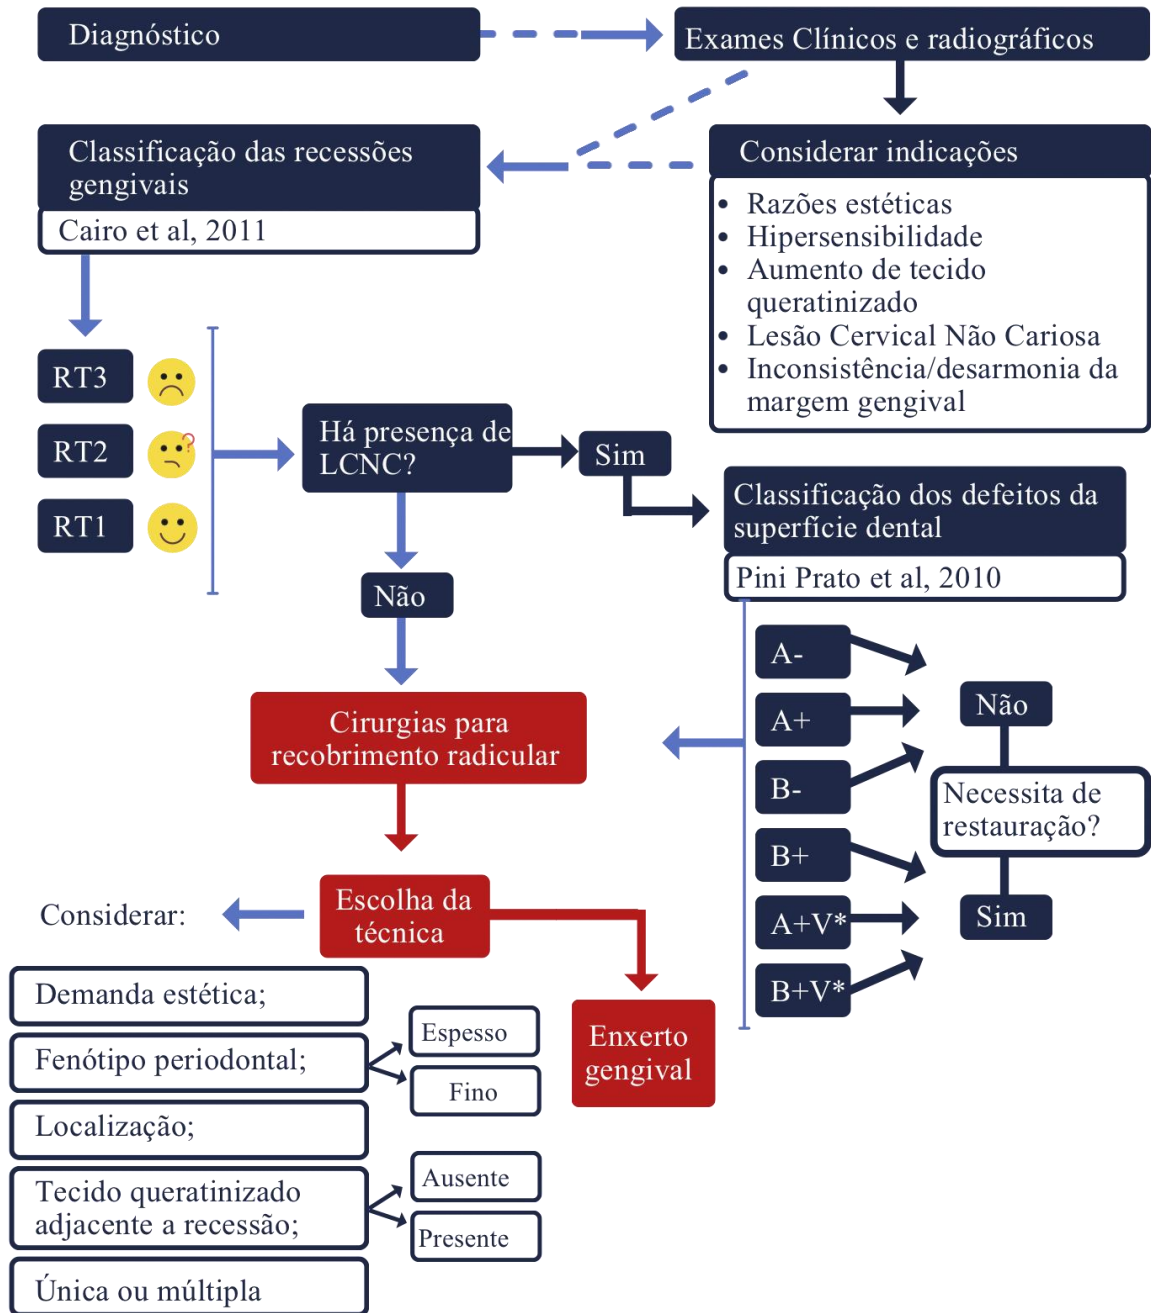 Diagnóstico
Exames Clínicos e radiográficos
Classificação das recessões
gengivais
Cairo et al, 2011
Considerar indicações
• Razões estéticas
• Hipersensibilidade
• Aumento de tecido
queratinizado
• Lesão Cervical Não Cariosa
• Inconsistência/desarmonia da
margem gengival
RT3
RT2
?
RT1
Há presença de
LCNC?
Sim
Não
Classificação dos defeitos da
superfície dental
Pini Prato et al, 2010
A-
A+
B-
B+
A+V*
B+V*
Não
Necessita de
restauração?
Sim
Cirurgias para
recobrimento radicular
Escolha da
técnica
Enxerto
gengival
Considerar:
Demanda estética;
Fenótipo periodontal;
Espesso
Fino
Localização;
Tecido queratinizado
adjacente a recessão;
Ausente
Presente
Única ou múltipla